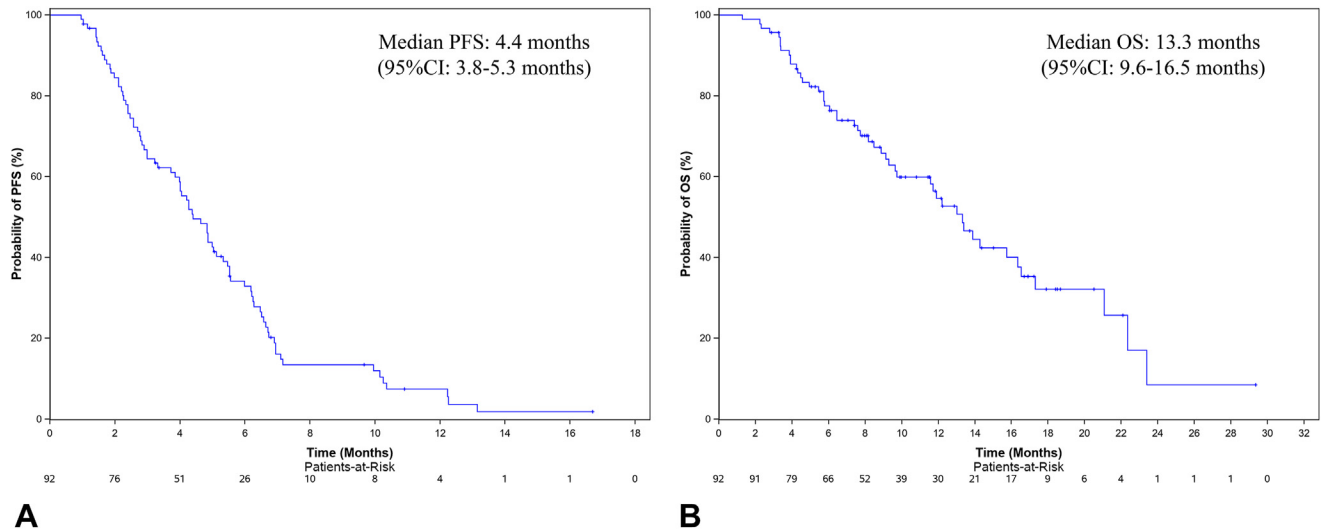 Median PFS: 4.4 months
(95%CI: 3.8-5.3 months)
Probability of PFS (%)
100
80
60
40
20
0
0 2 4 6 8 10 12 14 16 18
Time (Months)
Patients-at-Risk
92 76 51 26 10 8 4 1 1 0
A
Median OS: 13.3 months
(95%CI: 9.6-16.5 months)
Probability of OS (%)
100
80
60
40
20
0
0 2 4 6 8 10 12 14 16 18 20 22 24 26 28 30 32
Time (Months)
Patients-at-Risk
92 91 79 66 52 39 30 21 17 9 6 4 1 1 1 0
B